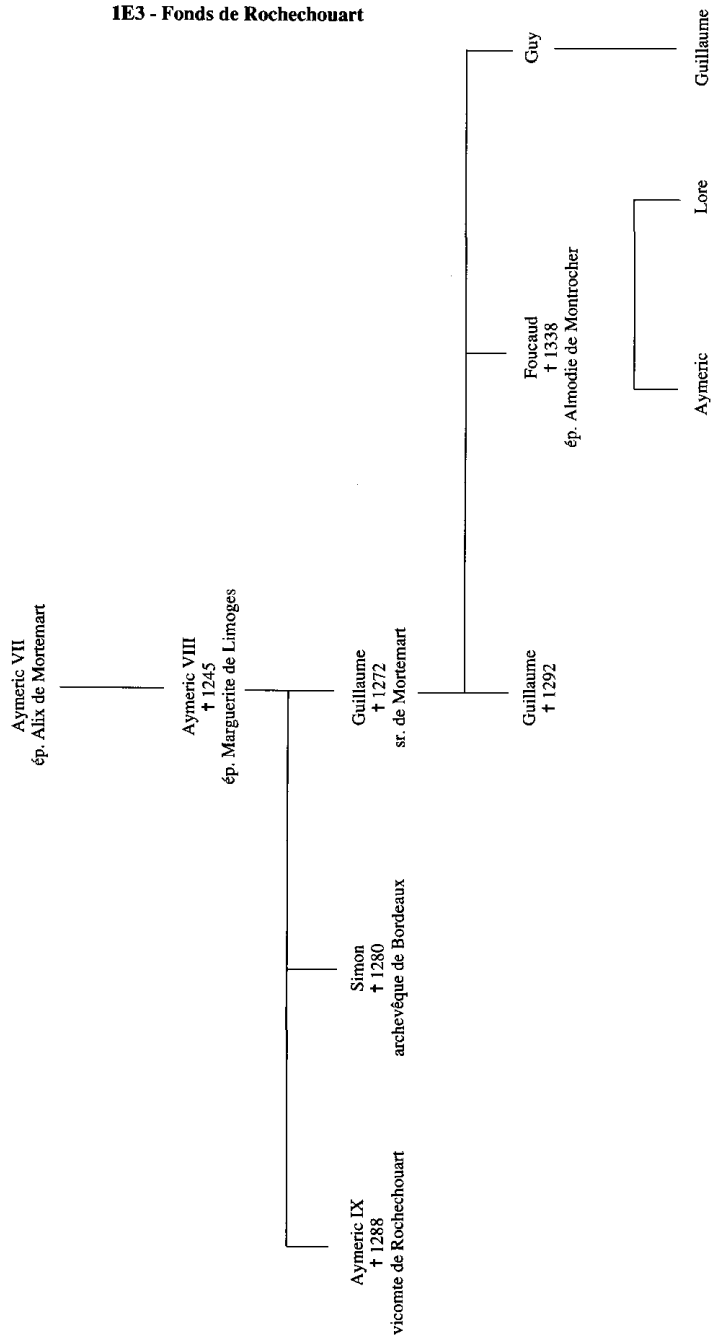 1E3 - Fonds de Rochechouart
Aymeric VII
ép. Alix de Mortemart
Aymeric VIII
† 1245
ép. Marguerite de Limoges
Aymeric IX
† 1288
vicomte de Rochechouart
Simon
† 1280
archevêque de Bordeaux
Guillaume
† 1272
sr. de Mortemart
Guillaume
† 1292
Foucaud
† 1338
ép. Almodie de Montrocher
Guy
Aymeric
Lore
Guillaume